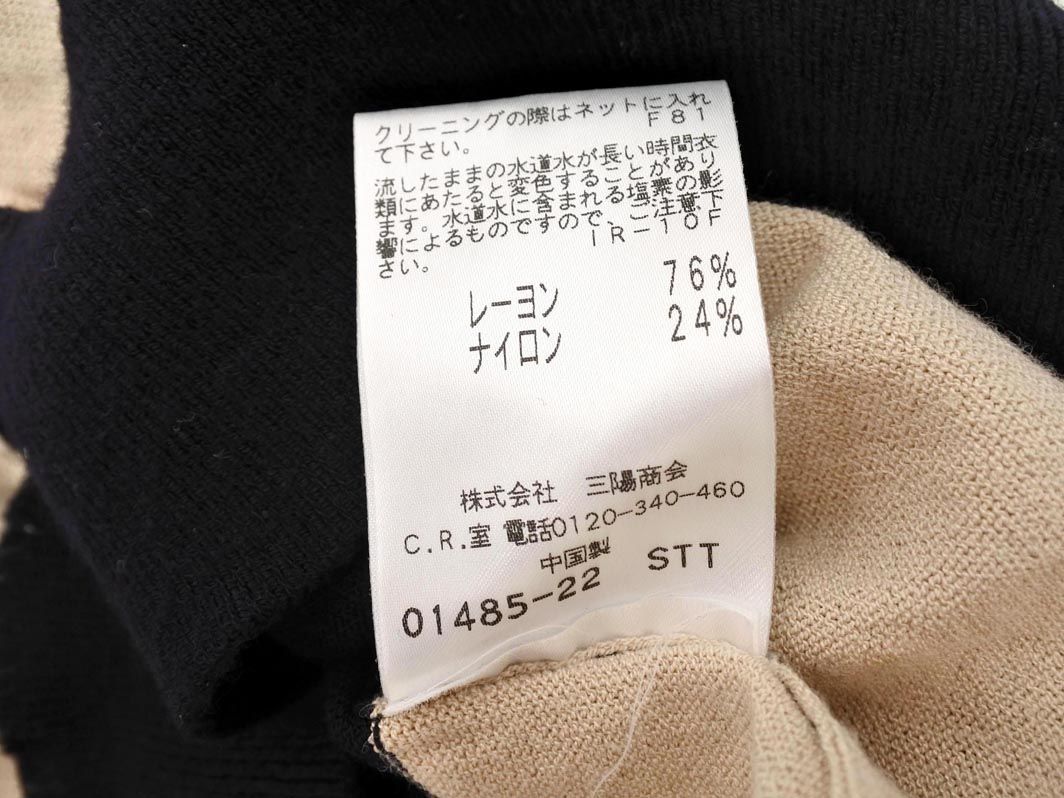 クリーニングの際はネットに入れ
て下さい。 F81
流したままの水道水が長い時間衣
類にあたると変色することがあり
ます。水道水に含まれる塩素の影
響によるものですので、ご注意下
さい。 IR-10F
レーヨン 76%
ナイロン 24%
株式会社 三陽商会
C.R.室 電話0120-340-460
中国製
01485-22 STT